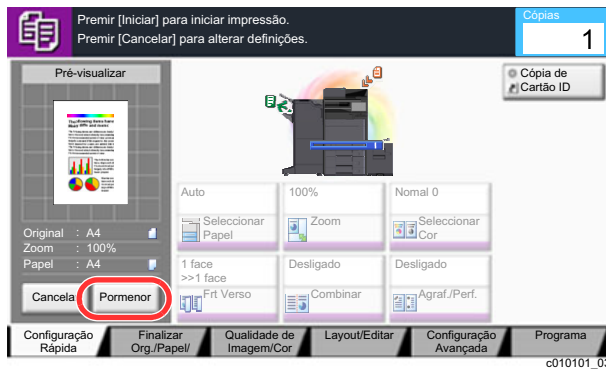 Premir [Iniciar] para iniciar impressão.
Premir [Cancelar] para alterar definições.
Cópias
1
Pré-visualizar
Cópia de
Cartão ID
Original : A4
Zoom : 100%
Papel : A4
Cancela
Pormenor
Auto
Seleccionar
Papel
100%
Zoom
Nomal 0
Seleccionar
Cor
1 face
>>1 face
Frt Verso
Desligado
Combinar
Desligado
Agraf./Perf.
Configuração
Rápida
Finalizar
Org./Papel/
Qualidade de
Imagem/Cor
Layout/Editar
Configuração
Avançada
Programa
c010101_03